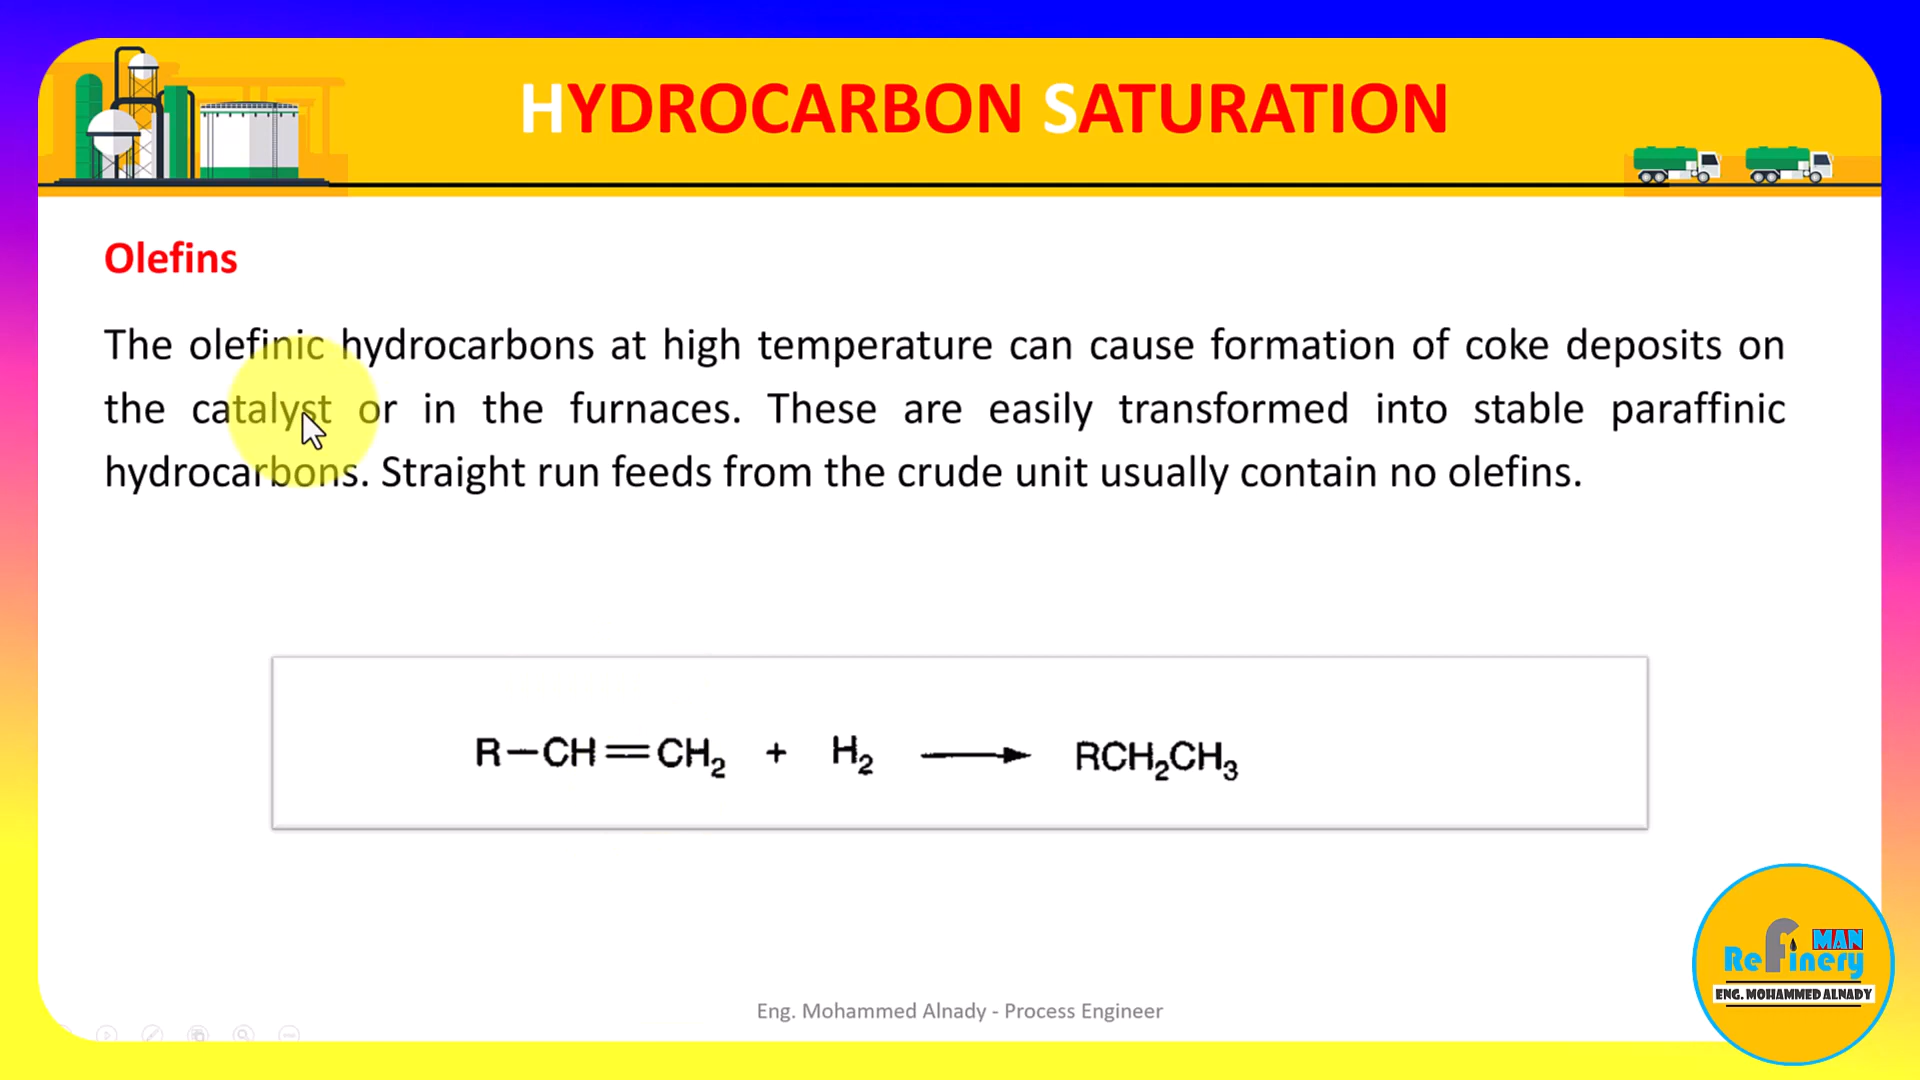 HYDROCARBON SATURATION
Olefins
The olefinic hydrocarbons at high temperature can cause formation of coke deposits on
the catalyst or in the furnaces. These are easily transformed into stable paraffinic
hydrocarbons. Straight run feeds from the crude unit usually contain no olefins.
R—CH=CH₂ + H₂ → RCH₂CH₃
MAN
Refinery
ENG. MOHAMMED ALNADY
Eng. Mohammed Alnady - Process Engineer